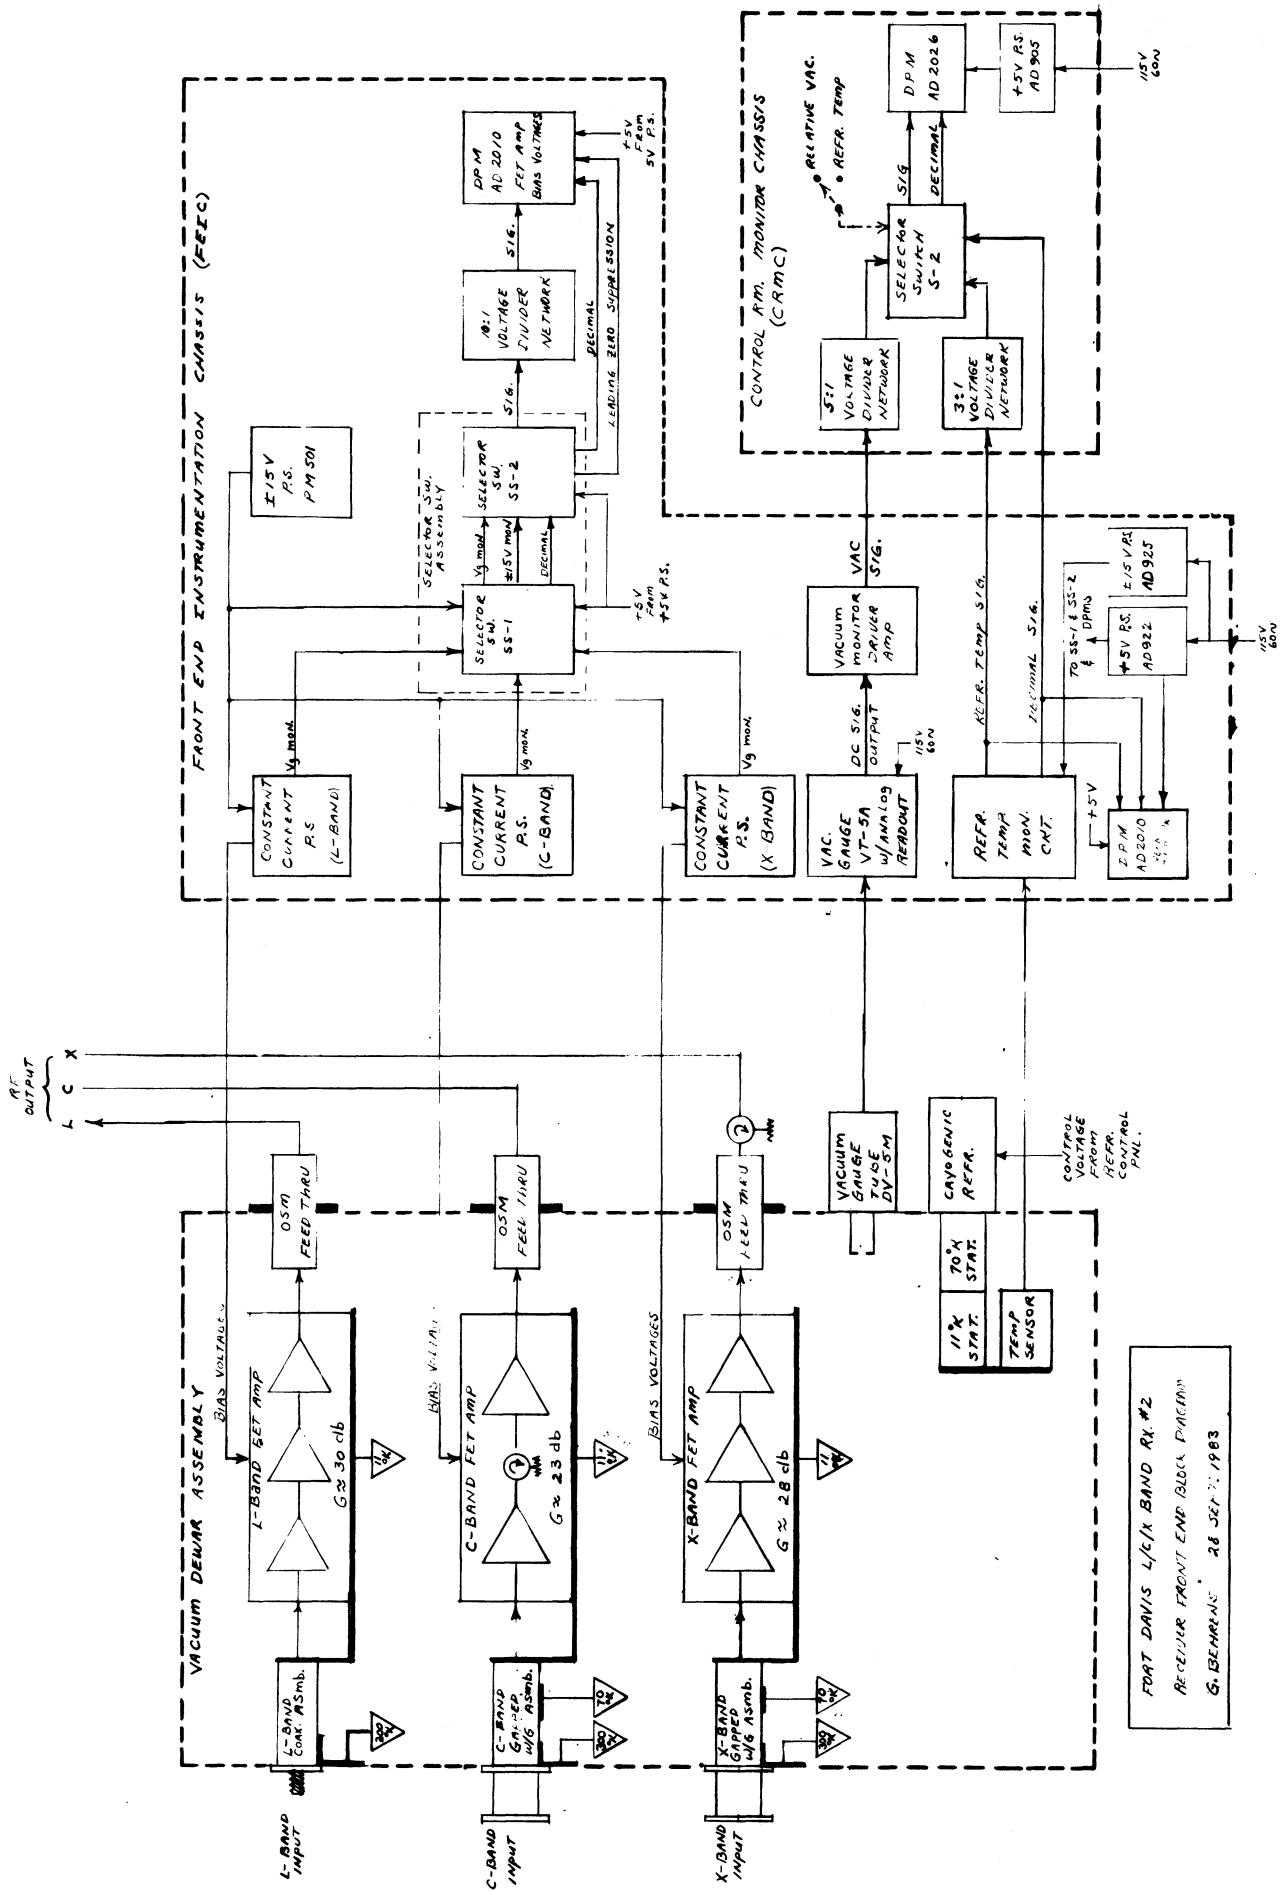 L-BAND
INPUT
C-BAND
INPUT
X-BAND
INPUT
VACUUM DEWAR ASSEMBLY
L-BAND
COAX. ASmb.
300
°K
L-BAND FET AMP
G ≈ 30 db
11
°K
BIAS VOLTAGES
OSM
FEED THRU
C-BAND
GAPPED
W/G ASmb.
300
°K
70
°K
C-BAND FET AMP
G ≈ 23 db
11
°K
OSM
FEED THRU
X-BAND
GAPPED
W/G ASmb.
300
°K
70
°K
X-BAND FET AMP
G ≈ 28 db
11
°K
BIAS VOLTAGES
OSM
FEED THRU
11°K
STAT.
70°K
STAT.
TEMP
SENSOR
VACUUM
GAUGE
TUBE
DV-5M
CRYOGENIC
REFR.
CONTROL
VOLTAGE
FROM
REFR.
CONTROL
PNL.
RF
OUTPUT
L
C
X
FRONT END INSTRUMENTATION CHASSIS (FEIC)
CONSTANT
CURRENT
P.S
(L-BAND)
Vg mon.
CONSTANT
CURRENT
P.S.
(C-BAND)
Vg mon.
CONSTANT
CURRENT
P.S.
(X-BAND)
Vg mon.
±15V
P.S.
PM501
SELECTOR SW.
ASSEMBLY
SELECTOR
SW.
SS-1
Vg mon
±15V mon
DECIMAL
SELECTOR
SW.
SS-2
+5V
FROM
+5V P.S.
SIG.
10:1
VOLTAGE
DIVIDER
NETWORK
SIG.
DECIMAL
LEADING ZERO SUPPRESSION
DPM
AD2010
FET AMP
BIAS VOLTAGES
+5V
FROM
5V P.S.
VAC.
GAUGE
VT-5A
W/ANALOG
READOUT
115V
60N
DC SIG.
OUTPUT
VACUUM
MONITOR
DRIVER
AMP
VAC
SIG.
REFR.
TEMP
MON.
CRT.
REFR. TEMP SIG.
DECIMAL SIG.
+5V
DPM
AD2010
TO SS-1 & SS-2
& DPMS
+5V P.S.
AD922
±15V P.S
AD925
115V
60N
CONTROL RM. MONITOR CHASSIS
(CRMC)
5:1
VOLTAGE
DIVIDER
NETWORK
3:1
VOLTAGE
DIVIDER
NETWORK
SELECTOR
SWITCH
S-2
RELATIVE VAC.
REFR. TEMP
SIG
DECIMAL
DPM
AD2026
+5V P.S.
AD905
115V
60N
FORT DAVIS L/C/X BAND RX. #2
RECEIVER FRONT END BLOCK DIAGRAM
G. BEHRENS 28 SEPT. 1983